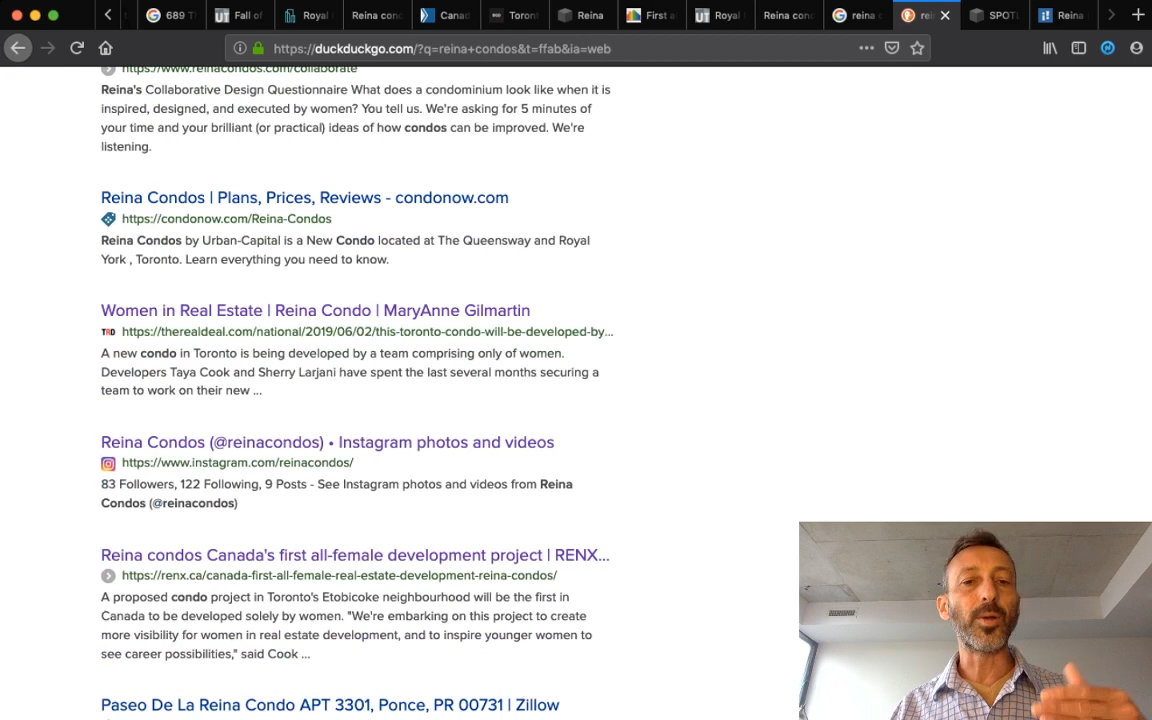 689 T
Fall of
Royal
Reina cond
Canad
Toront
Reina
First a
Royal
Reina cond
reina c
rei
SPOTL
Reina
https://duckduckgo.com/?q=reina+condos&t=ffab&ia=web
https://www.reinacondos.com/collaborate
Reina's Collaborative Design Questionnaire What does a condominium look like when it is
inspired, designed, and executed by women? You tell us. We're asking for 5 minutes of
your time and your brilliant (or practical) ideas of how condos can be improved. We're
listening.
Reina Condos | Plans, Prices, Reviews - condonow.com
https://condonow.com/Reina-Condos
Reina Condos by Urban-Capital is a New Condo located at The Queensway and Royal
York , Toronto. Learn everything you need to know.
Women in Real Estate | Reina Condo | MaryAnne Gilmartin
TRD https://therealdeal.com/national/2019/06/02/this-toronto-condo-will-be-developed-by...
A new condo in Toronto is being developed by a team comprising only of women.
Developers Taya Cook and Sherry Larjani have spent the last several months securing a
team to work on their new ...
Reina Condos (@reinacondos) • Instagram photos and videos
https://www.instagram.com/reinacondos/
83 Followers, 122 Following, 9 Posts - See Instagram photos and videos from Reina
Condos (@reinacondos)
Reina condos Canada's first all-female development project | RENX...
https://renx.ca/canada-first-all-female-real-estate-development-reina-condos/
A proposed condo project in Toronto's Etobicoke neighbourhood will be the first in
Canada to be developed solely by women. "We're embarking on this project to create
more visibility for women in real estate development, and to inspire younger women to
see career possibilities," said Cook ...
Paseo De La Reina Condo APT 3301, Ponce, PR 00731 | Zillow